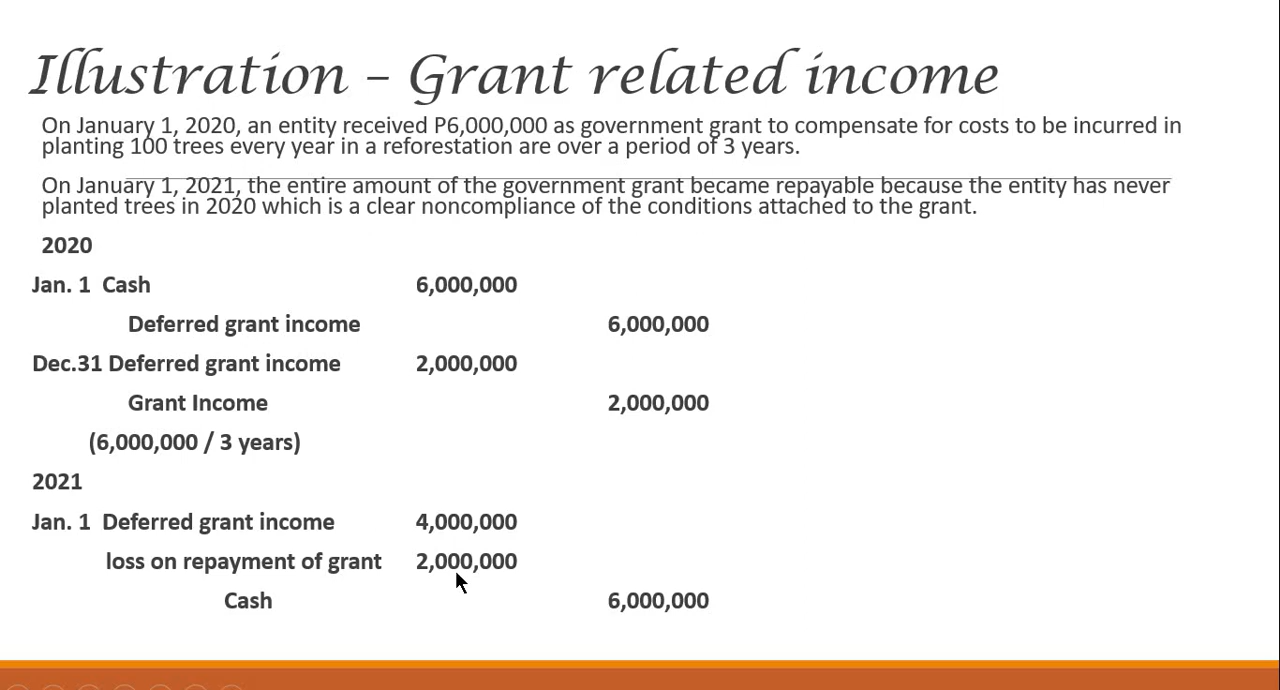 Illustration – Grant related income
On January 1, 2020, an entity received P6,000,000 as government grant to compensate for costs to be incurred in
planting 100 trees every year in a reforestation are over a period of 3 years.
On January 1, 2021, the entire amount of the government grant became repayable because the entity has never
planted trees in 2020 which is a clear noncompliance of the conditions attached to the grant.
2020
Jan. 1 Cash 6,000,000
Deferred grant income 6,000,000
Dec.31 Deferred grant income 2,000,000
Grant Income 2,000,000
(6,000,000 / 3 years)
2021
Jan. 1 Deferred grant income 4,000,000
loss on repayment of grant 2,000,000
Cash 6,000,000